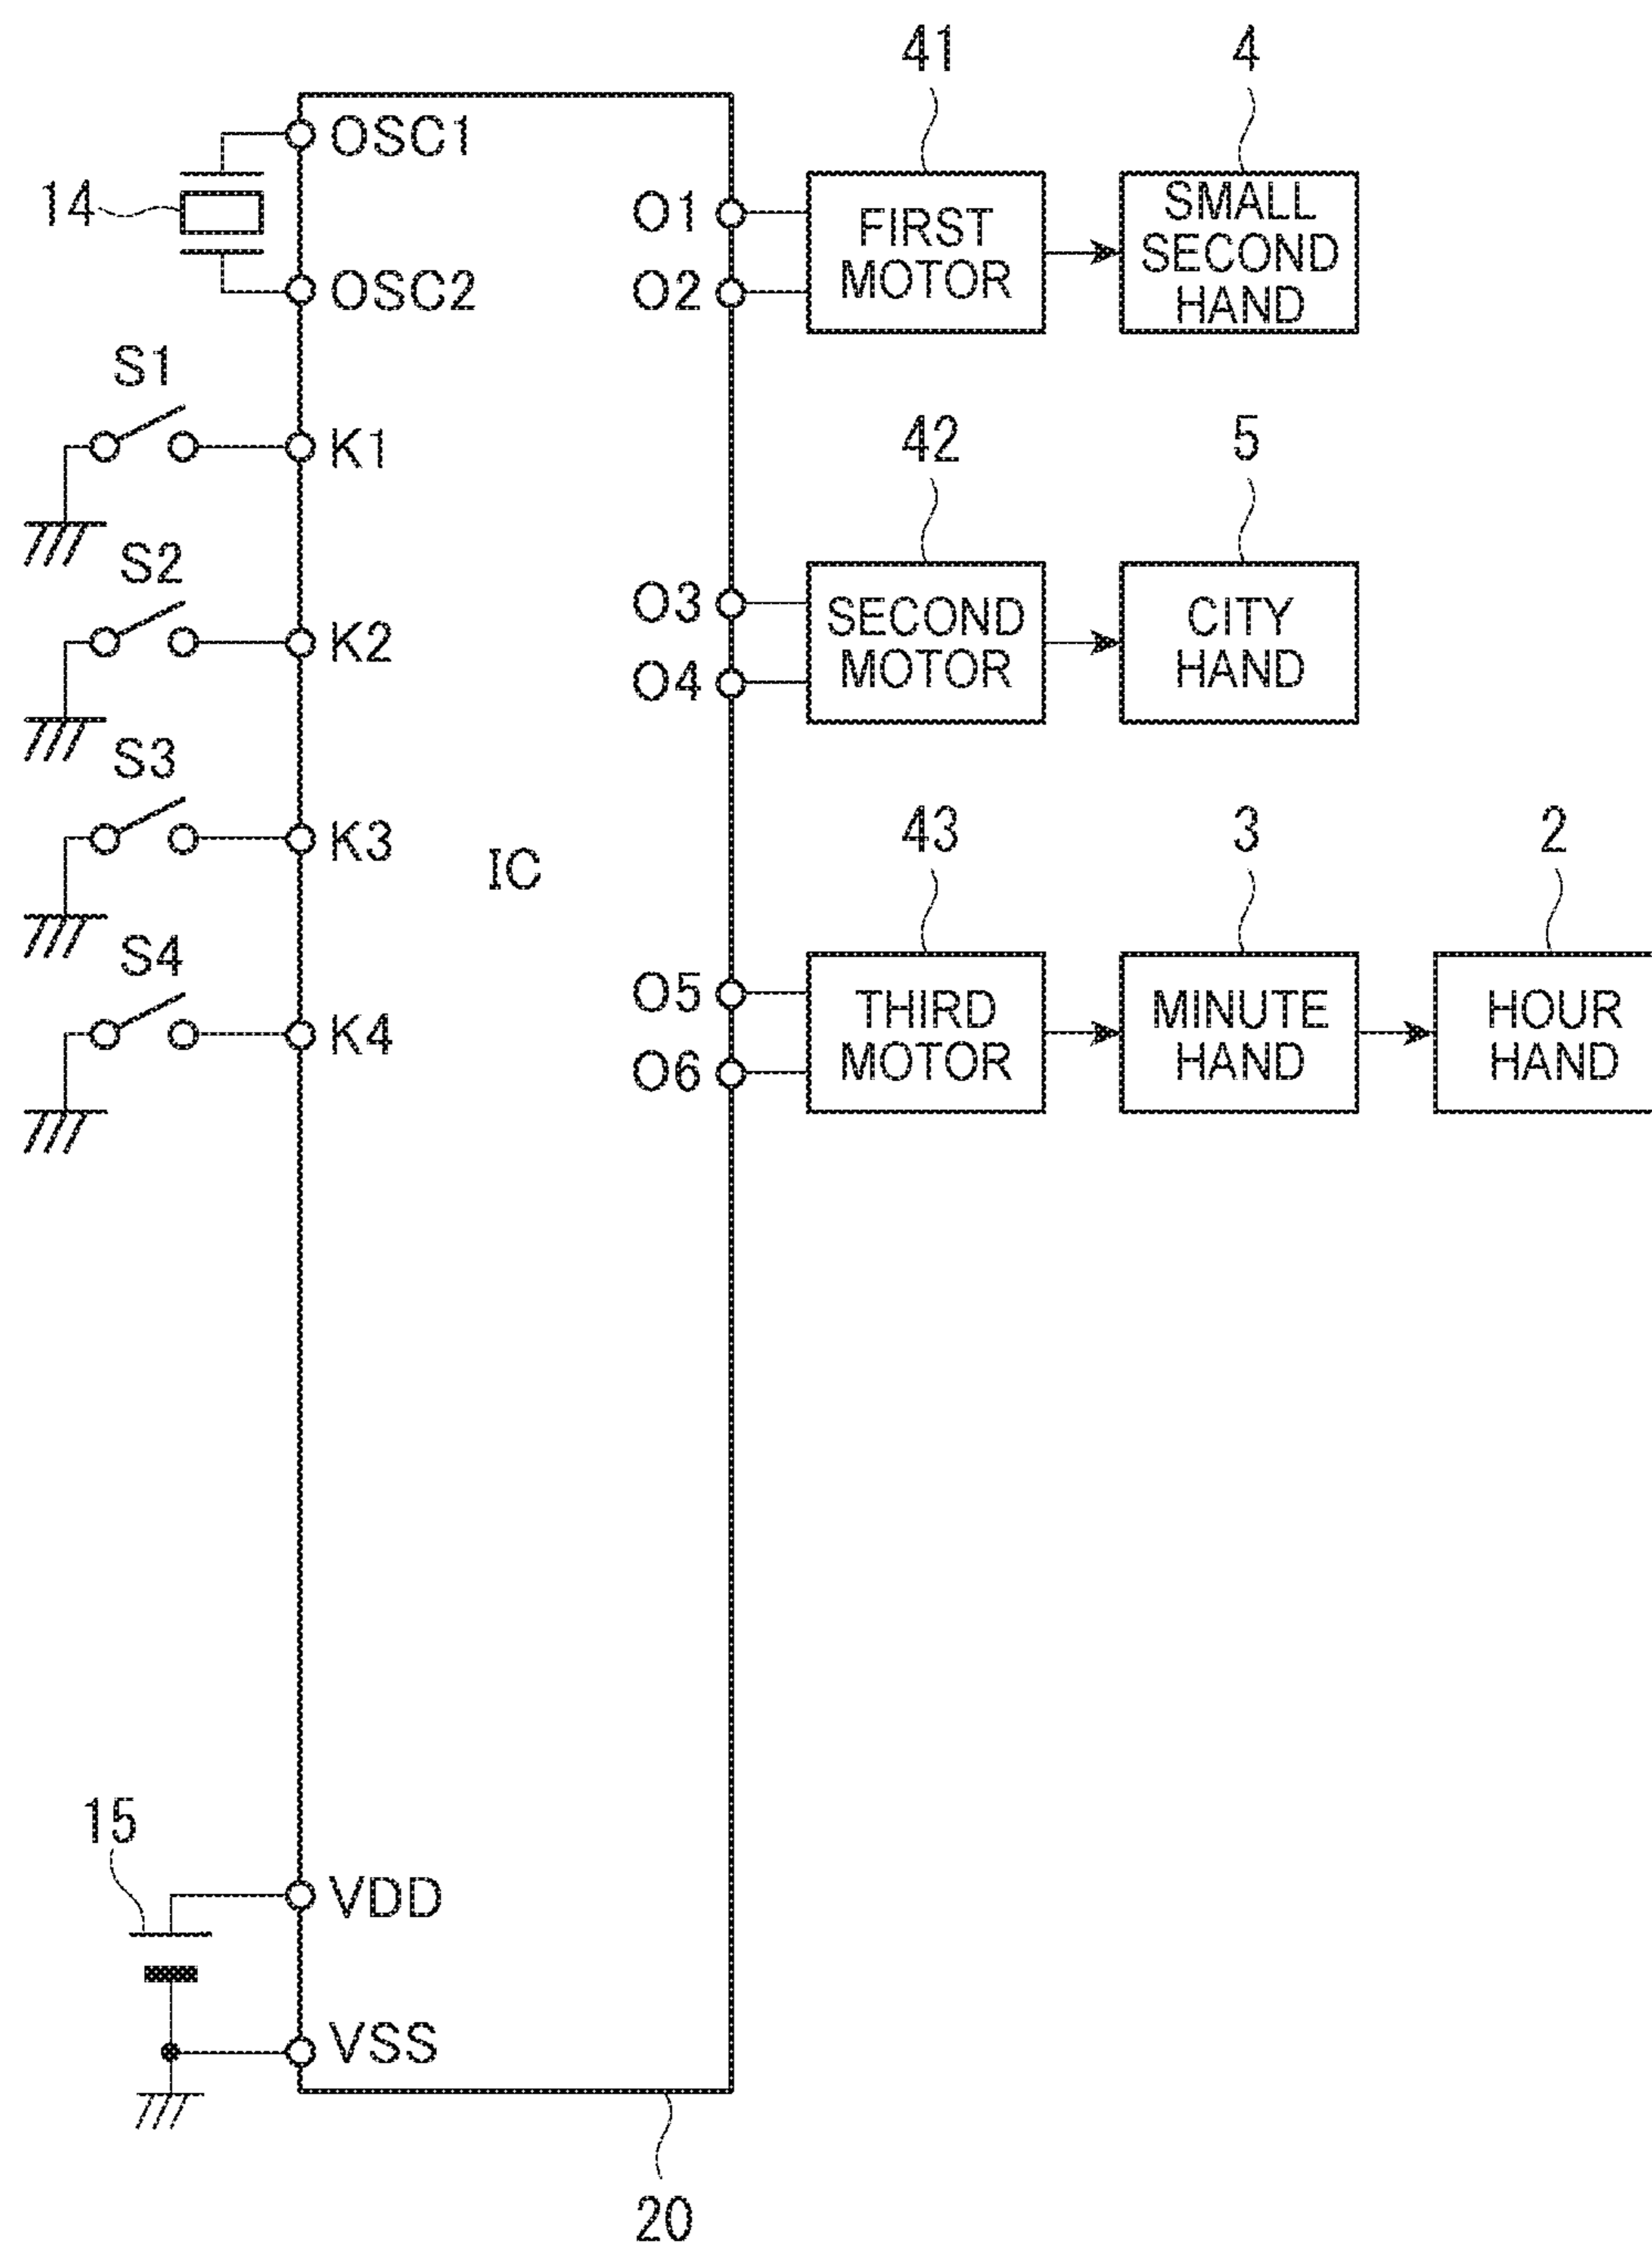 41
4
OSC1
14
O1
FIRST
MOTOR
SMALL
SECOND
HAND
OSC2
O2
S1
K1
42
5
S2
K2
O3
O4
SECOND
MOTOR
CITY
HAND
S3
K3
IC
43
3
2
S4
K4
O5
O6
THIRD
MOTOR
MINUTE
HAND
HOUR
HAND
15
VDD
VSS
20